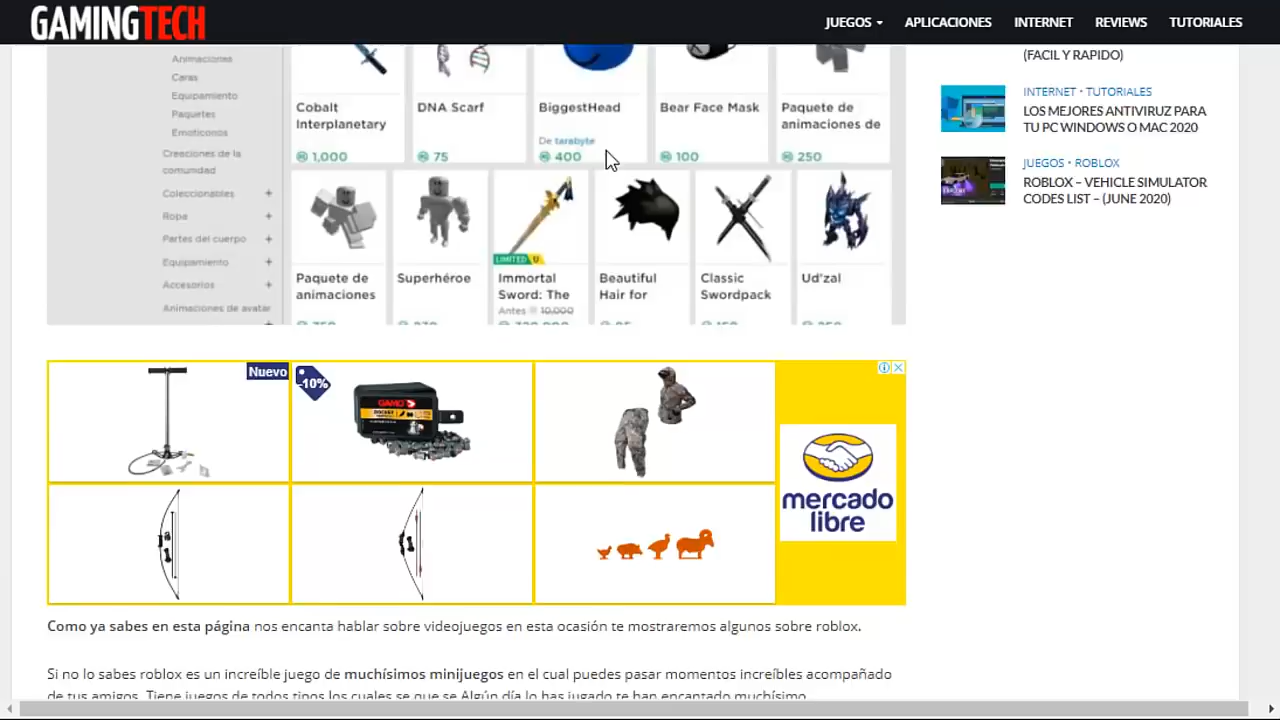 GAMINGTECH
JUEGOS
APLICACIONES
INTERNET
REVIEWS
TUTORIALES
Animaciones
Caras
Equipamiento
Paquetes
Emoticonos
Creaciones de la
comunidad
Coleccionables +
Ropa +
Partes del cuerpo +
Equipamiento +
Accesorios +
Animaciones de avatar
Cobalt
Interplanetary
1,000
DNA Scarf
75
BiggestHead
De tarabyte
400
Bear Face Mask
100
Paquete de
animaciones de
250
Paquete de
animaciones
Superhéroe
LIMITED U
Immortal
Sword: The
Antes 10,000
Beautiful
Hair for
Classic
Swordpack
Ud'zal
(FACIL Y RAPIDO)
INTERNET • TUTORIALES
LOS MEJORES ANTIVIRUZ PARA
TU PC WINDOWS O MAC 2020
JUEGOS • ROBLOX
ROBLOX – VEHICLE SIMULATOR
CODES LIST – (JUNE 2020)
Nuevo
-10%
GAMO
mercado
libre
Como ya sabes en esta página nos encanta hablar sobre videojuegos en esta ocasión te mostraremos algunos sobre roblox.
Si no lo sabes roblox es un increíble juego de muchísimos minijuegos en el cual puedes pasar momentos increíbles acompañado
de tus amigos. Tiene juegos de todos tipos los cuales se que se Algún día lo has jugado te han encantado muchísimo.